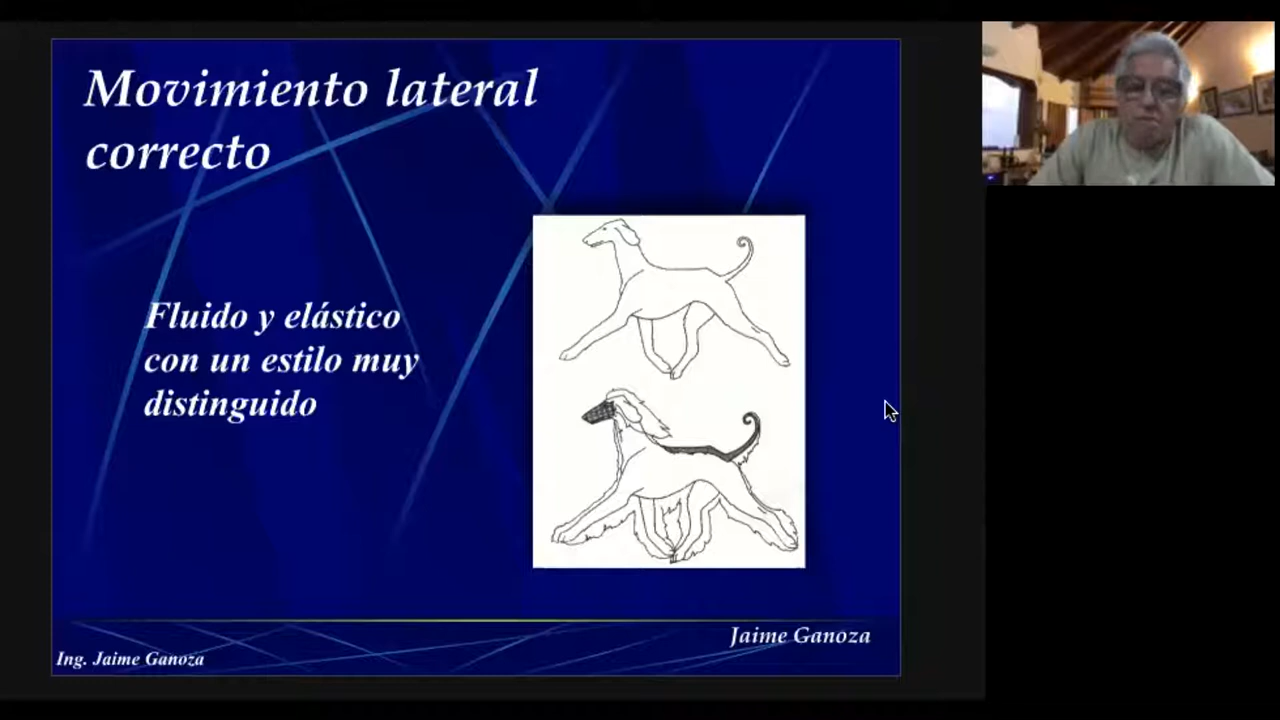 Movimiento lateral
correcto
Fluido y elástico
con un estilo muy
distinguido
Jaime Ganoza
Ing. Jaime Ganoza